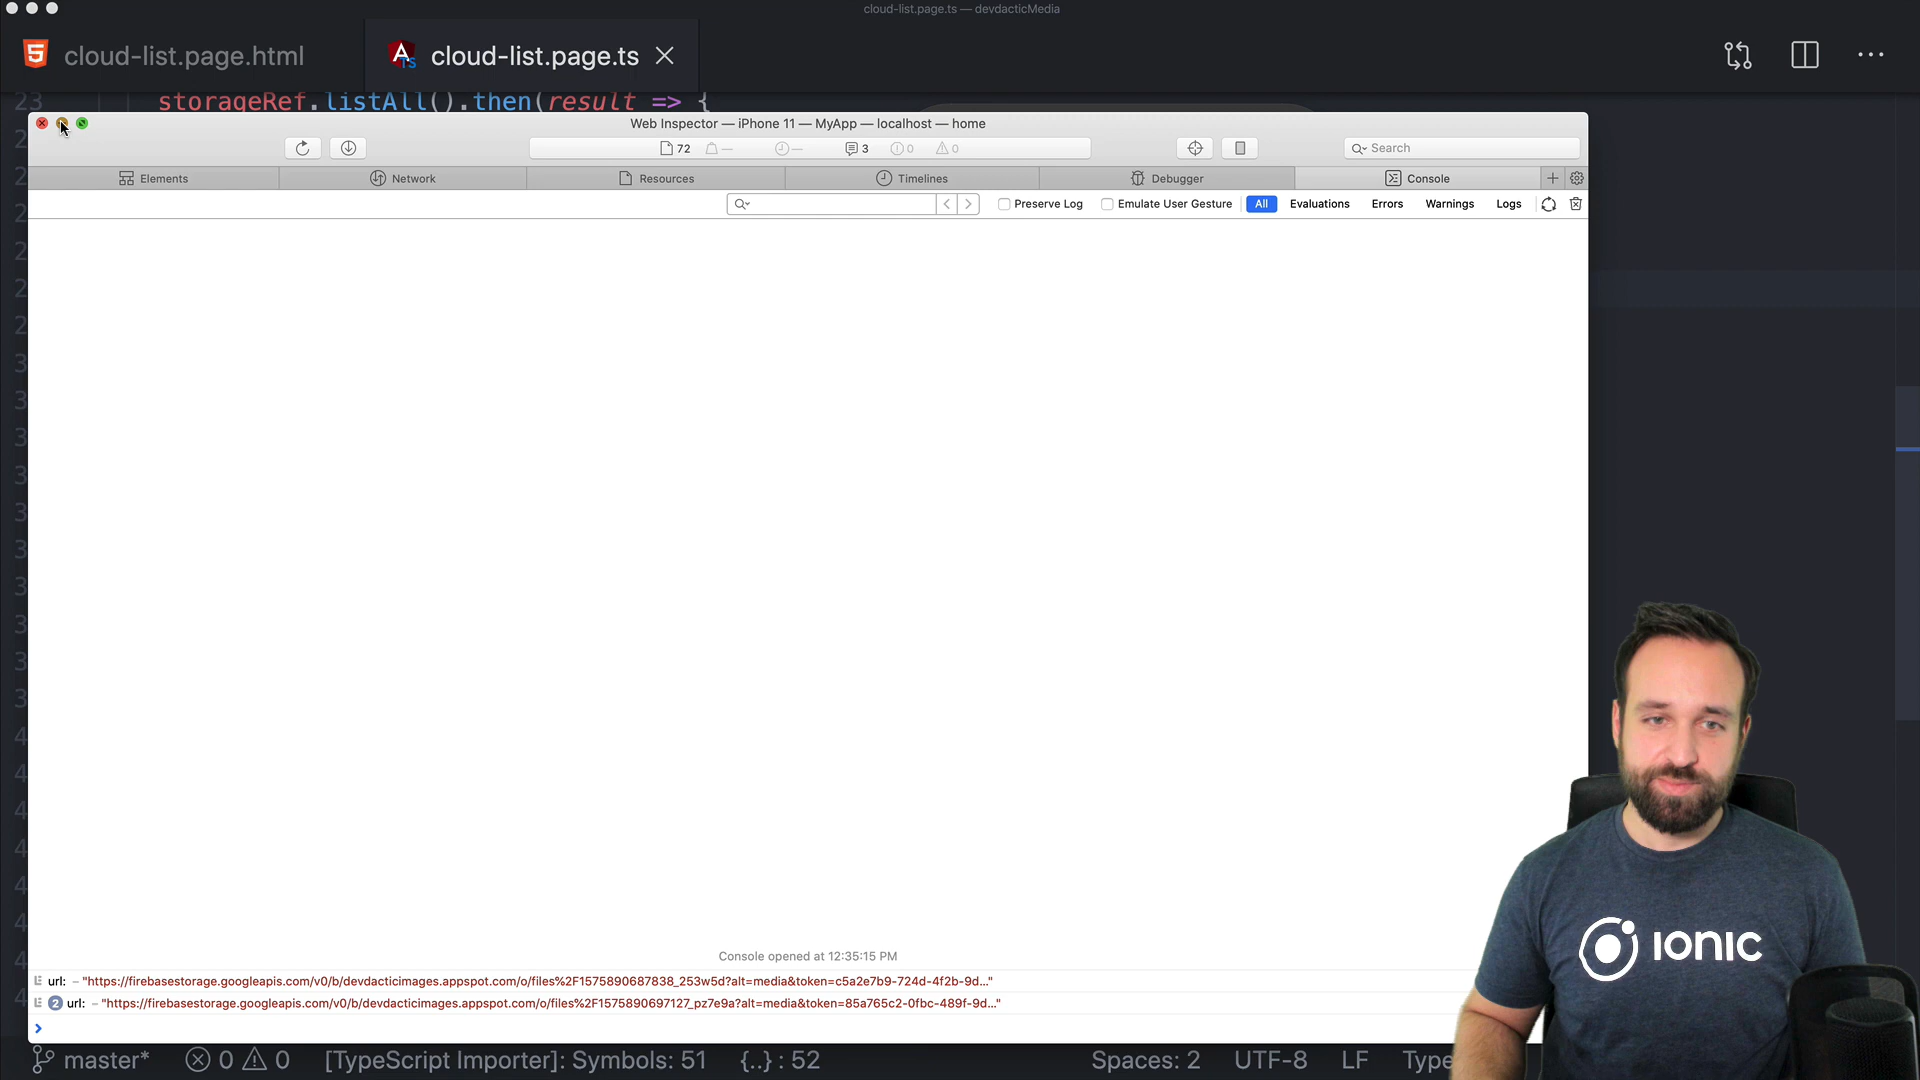 cloud-list.page.ts — devdacticMedia
cloud-list.page.html
cloud-list.page.ts
23 storageRef.listAll().then(result => {
Web Inspector — iPhone 11 — MyApp — localhost — home
72 — — 3 0 0
Search
Elements Network Resources Timelines Debugger Console
Preserve Log Emulate User Gesture All Evaluations Errors Warnings Logs
Console opened at 12:35:15 PM
url: – "https://firebasestorage.googleapis.com/v0/b/devdacticimages.appspot.com/o/files%2F1575890687838_253w5d?alt=media&token=c5a2e7b9-724d-4f2b-9d…"
2 url: – "https://firebasestorage.googleapis.com/v0/b/devdacticimages.appspot.com/o/files%2F1575890697127_pz7e9a?alt=media&token=85a765c2-0fbc-489f-9d…"
ionic
master* 0 0 [TypeScript Importer]: Symbols: 51 {..} : 52 Spaces: 2 UTF-8 LF Type